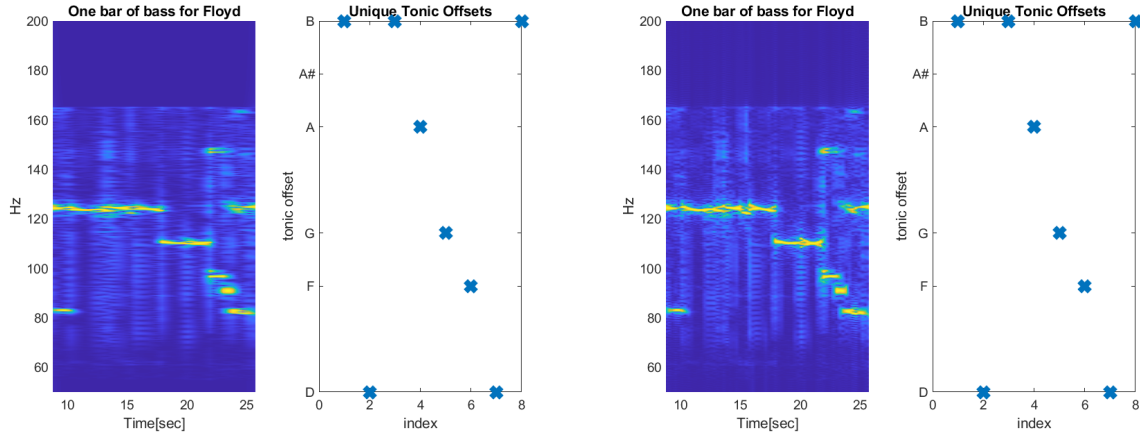 One bar of bass for Floyd
200
180
160
140
120
100
80
60
Hz
10
15
20
25
Time[sec]
Unique Tonic Offsets
B
A#
A
G
F
D
tonic offset
0
2
4
6
8
index
One bar of bass for Floyd
200
180
160
140
120
100
80
60
Hz
10
15
20
25
Time[sec]
Unique Tonic Offsets
B
A#
A
G
F
D
tonic offset
0
2
4
6
8
index